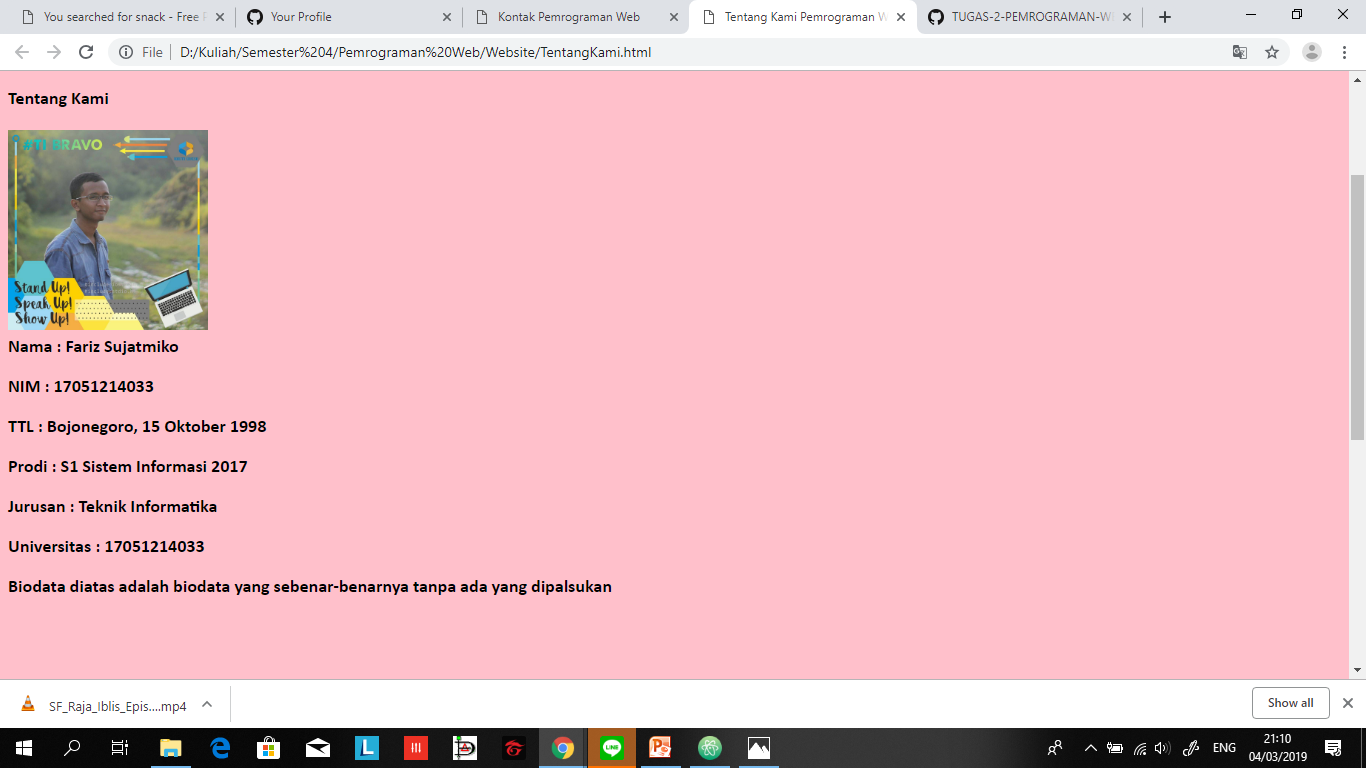 You searched for snack - Free
Your Profile
Kontak Pemrograman Web
Tentang Kami Pemrograman W
TUGAS-2-PEMROGRAMAN-W
File
D:/Kuliah/Semester%204/Pemrograman%20Web/Website/TentangKami.html
Tentang Kami
BRAVO
Stand Up!
Speak Up!
Show Up!
Nama : Fariz Sujatmiko
NIM : 17051214033
TTL : Bojonegoro, 15 Oktober 1998
Prodi : S1 Sistem Informasi 2017
Jurusan : Teknik Informatika
Universitas : 17051214033
Biodata diatas adalah biodata yang sebenar-benarnya tanpa ada yang dipalsukan
SF_Raja_Iblis_Epis....mp4
Show all
LINE
ENG
21:10
04/03/2019